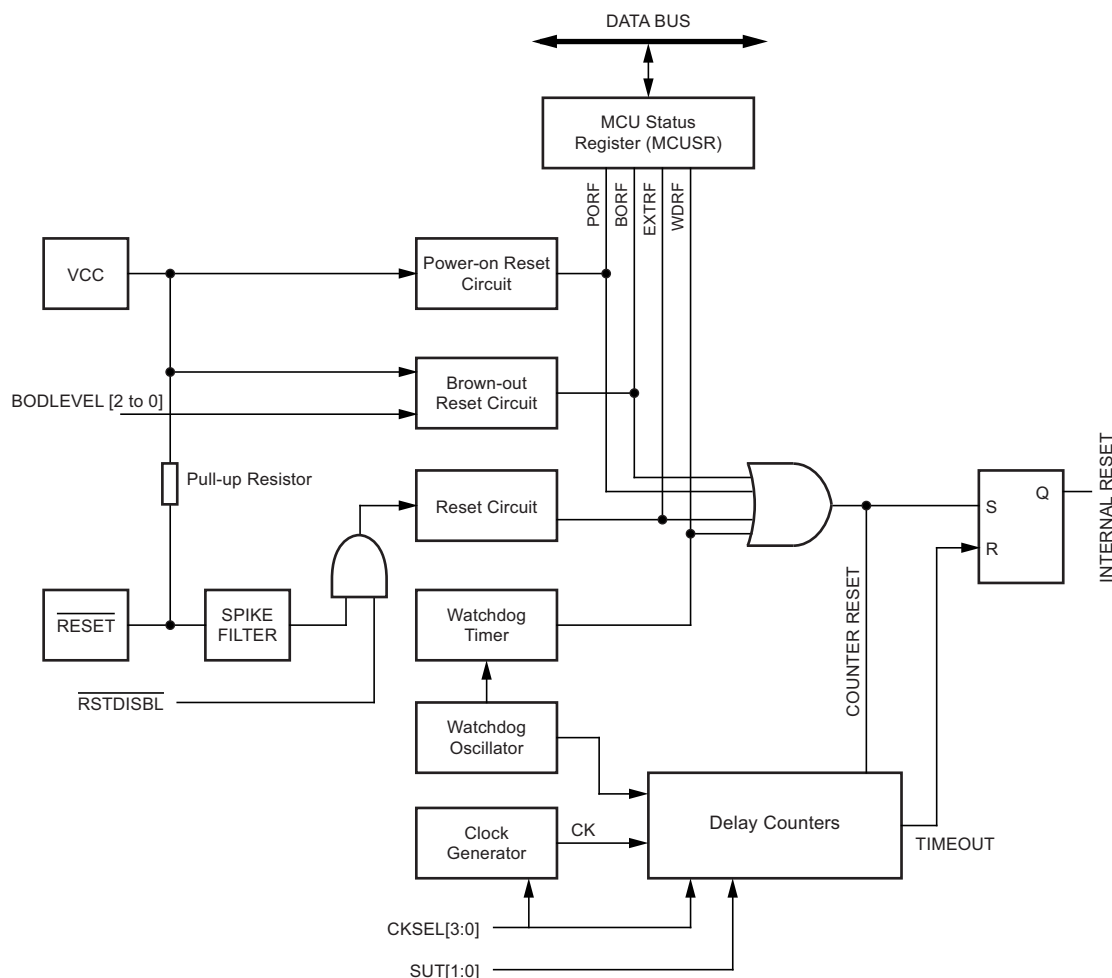 DATA BUS
MCU Status
Register (MCUSR)
PORF
BORF
EXTRF
WDRF
VCC
Power-on Reset
Circuit
BODLEVEL [2 to 0]
Brown-out
Reset Circuit
Pull-up Resistor
Reset Circuit
S
Q
R
INTERNAL RESET
RESET
SPIKE
FILTER
Watchdog
Timer
COUNTER RESET
RSTDISBL
Watchdog
Oscillator
Clock
Generator
CK
Delay Counters
TIMEOUT
CKSEL[3:0]
SUT[1:0]